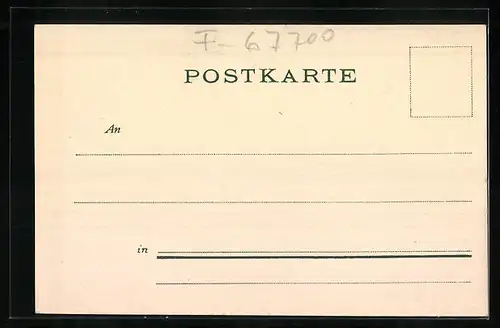 F-67700
POSTKARTE
An
in